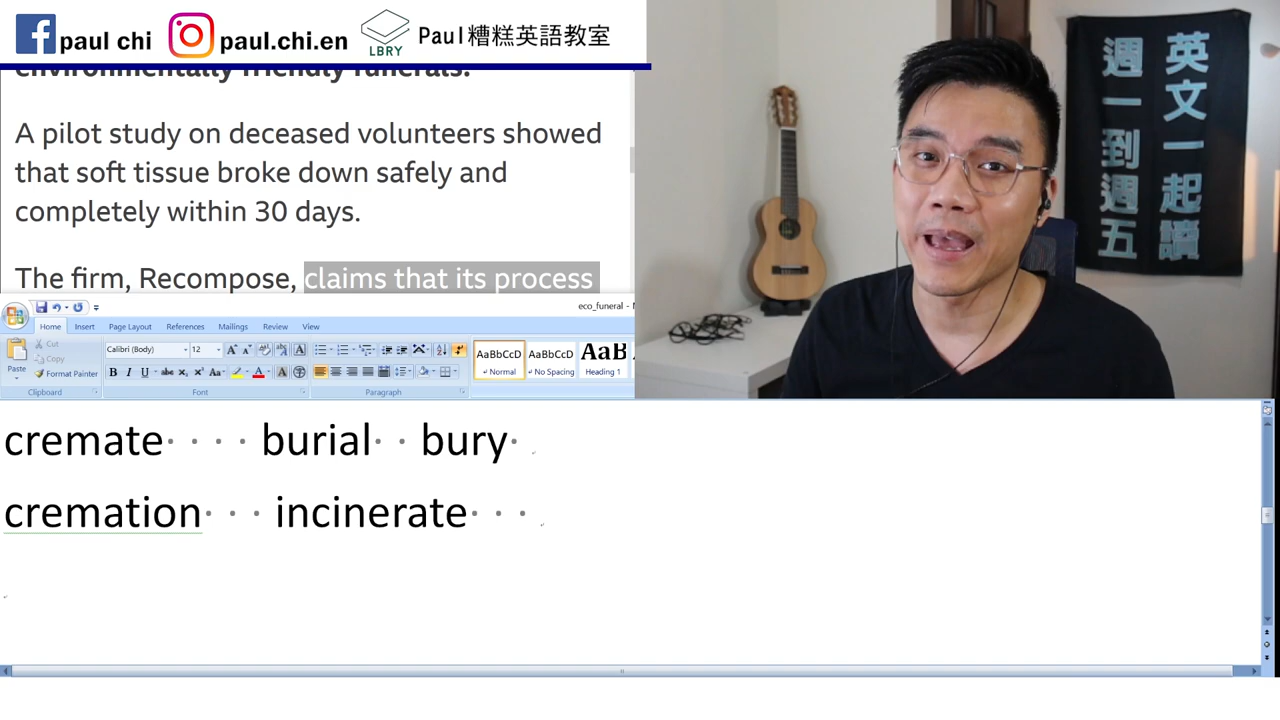 paul chi paul.chi.en LBRY Paul糟糕英語教室
environmentally friendly funerals.
A pilot study on deceased volunteers showed
that soft tissue broke down safely and
completely within 30 days.
The firm, Recompose, claims that its process
eco_funeral -
Home Insert Page Layout References Mailings Review View
Cut
Copy
Paste
Format Painter
Calibri (Body) 12
AaBbCcD AaBbCcD AaB
Normal No Spacing Heading 1
Clipboard Font Paragraph
英文一起讀
週一到週五
cremate burial bury
cremation incinerate